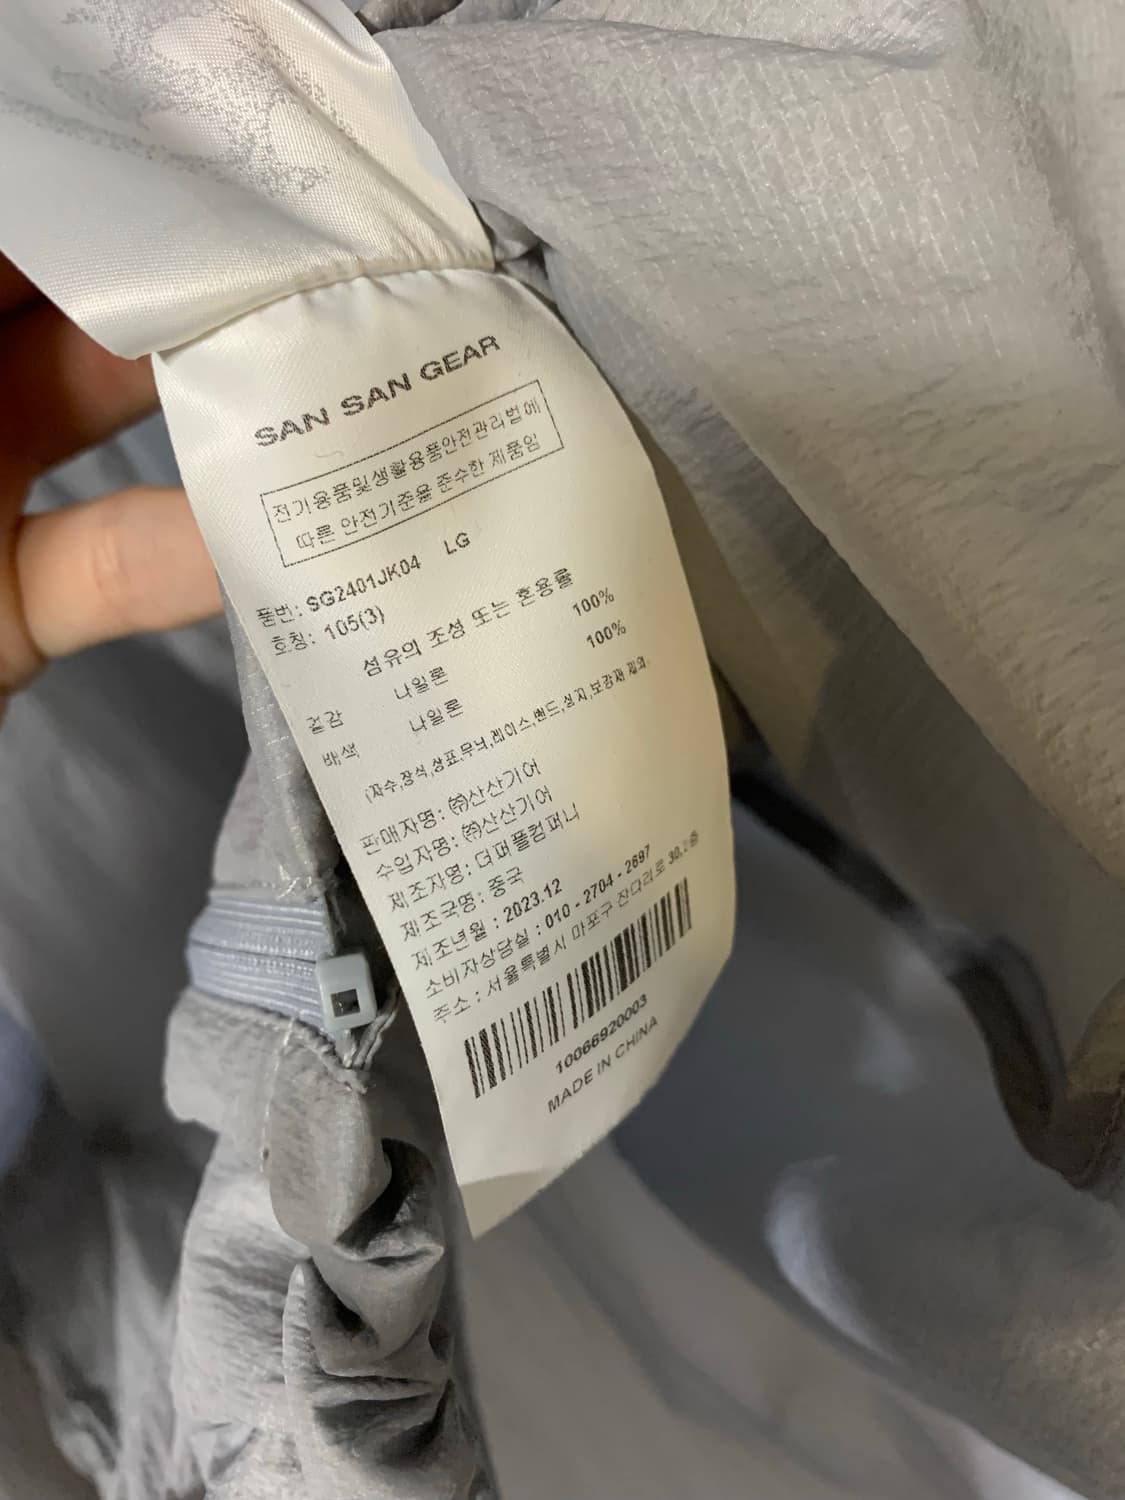 SAN SAN GEAR
전기용품및생활용품안전관리법에
따른 안전기준을 준수한 제품임
품번: SG2401JK04 LG
호칭: 105(3)
섬유의 조성 또는 혼용률
겉감 나일론 100%
배색 나일론 100%
(자수,장식,상표,무늬,레이스,밴드,심지,보강재 제외)
판매자명: ㈜산산기어
수입자명: ㈜산산기어
제조자명: 더퍼플컴퍼니
제조국명: 중국
제조년월 : 2023.12
소비자상담실 : 010 - 2704 - 2697
주소 : 서울특별시 마포구 잔다리로 30,
10066920003
MADE IN CHINA